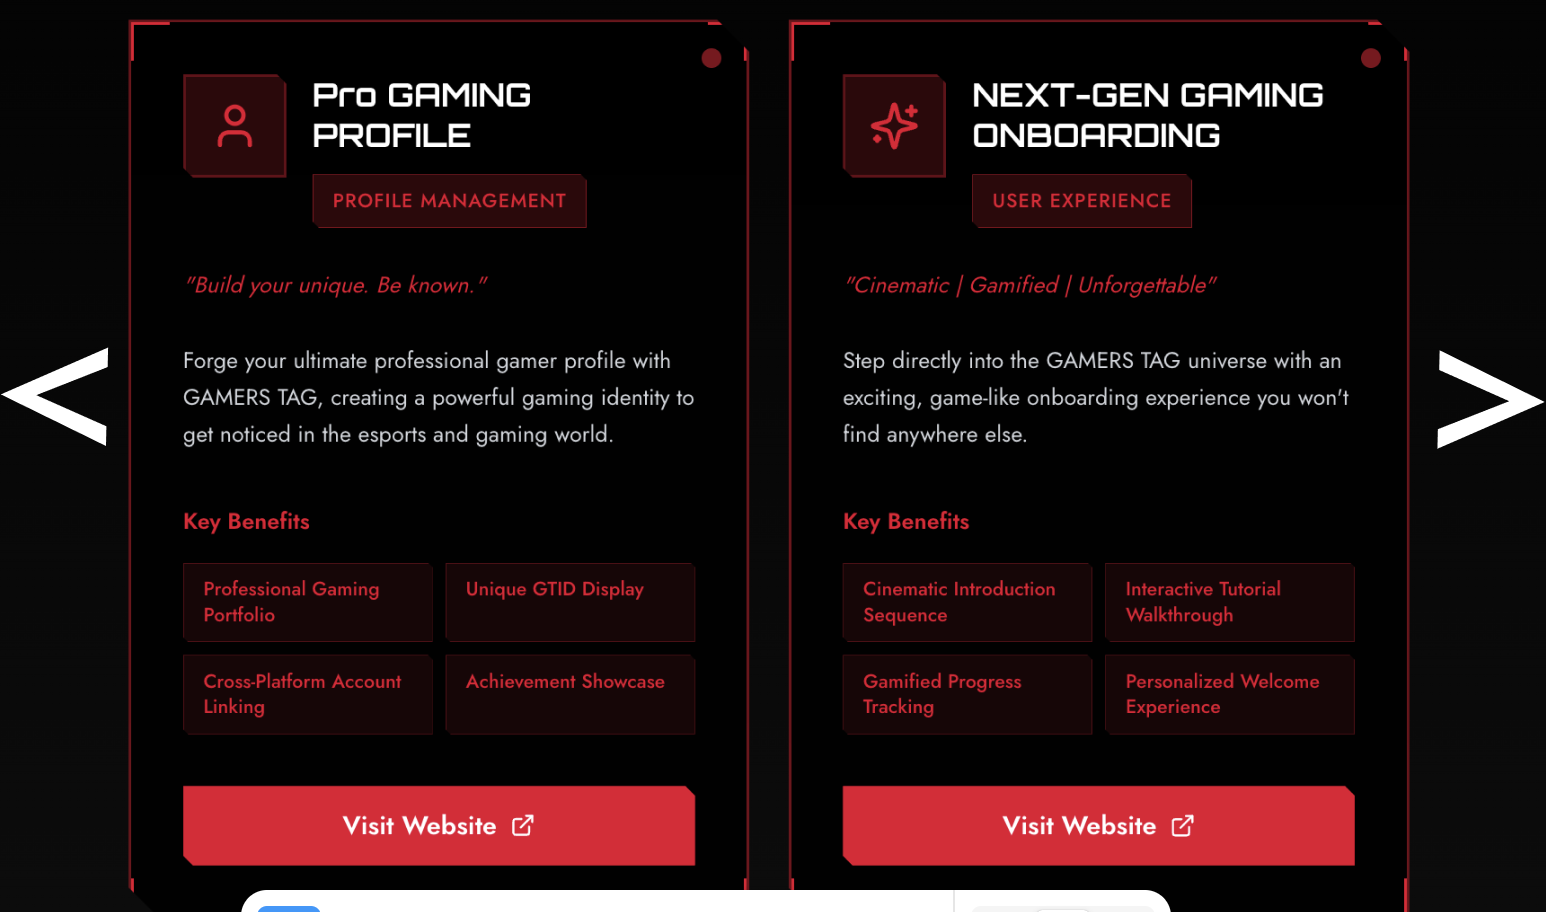 Pro GAMING
PROFILE
PROFILE MANAGEMENT
"Build your unique. Be known."
Forge your ultimate professional gamer profile with
GAMERS TAG, creating a powerful gaming identity to
get noticed in the esports and gaming world.
Key Benefits
Professional Gaming
Portfolio
Unique GTID Display
Cross-Platform Account
Linking
Achievement Showcase
Visit Website
NEXT-GEN GAMING
ONBOARDING
USER EXPERIENCE
"Cinematic | Gamified | Unforgettable"
Step directly into the GAMERS TAG universe with an
exciting, game-like onboarding experience you won't
find anywhere else.
Key Benefits
Cinematic Introduction
Sequence
Interactive Tutorial
Walkthrough
Gamified Progress
Tracking
Personalized Welcome
Experience
Visit Website